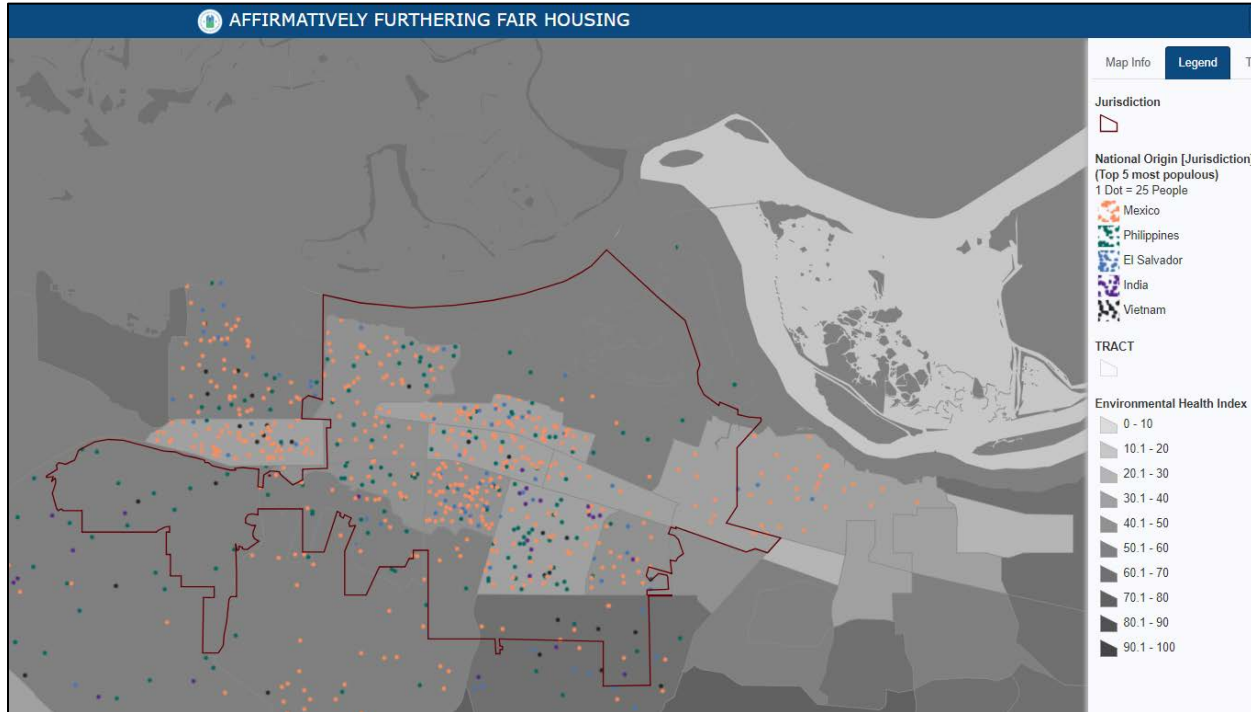 AFFIRMATIVELY FURTHERING FAIR HOUSING
Map Info Legend T
Jurisdiction
National Origin [Jurisdiction]
(Top 5 most populous)
1 Dot = 25 People
Mexico
Philippines
El Salvador
India
Vietnam
TRACT
Environmental Health Index
0 - 10
10.1 - 20
20.1 - 30
30.1 - 40
40.1 - 50
50.1 - 60
60.1 - 70
70.1 - 80
80.1 - 90
90.1 - 100